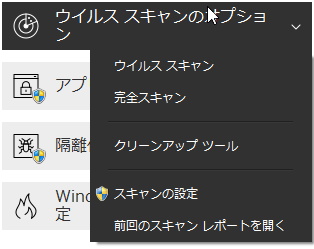 ウイルス スキャンのオプショ
ン
ウイルス スキャン
アプ
完全スキャン
クリーンアップ ツール
隔離
Wind
定
スキャンの設定
前回のスキャン レポートを開く